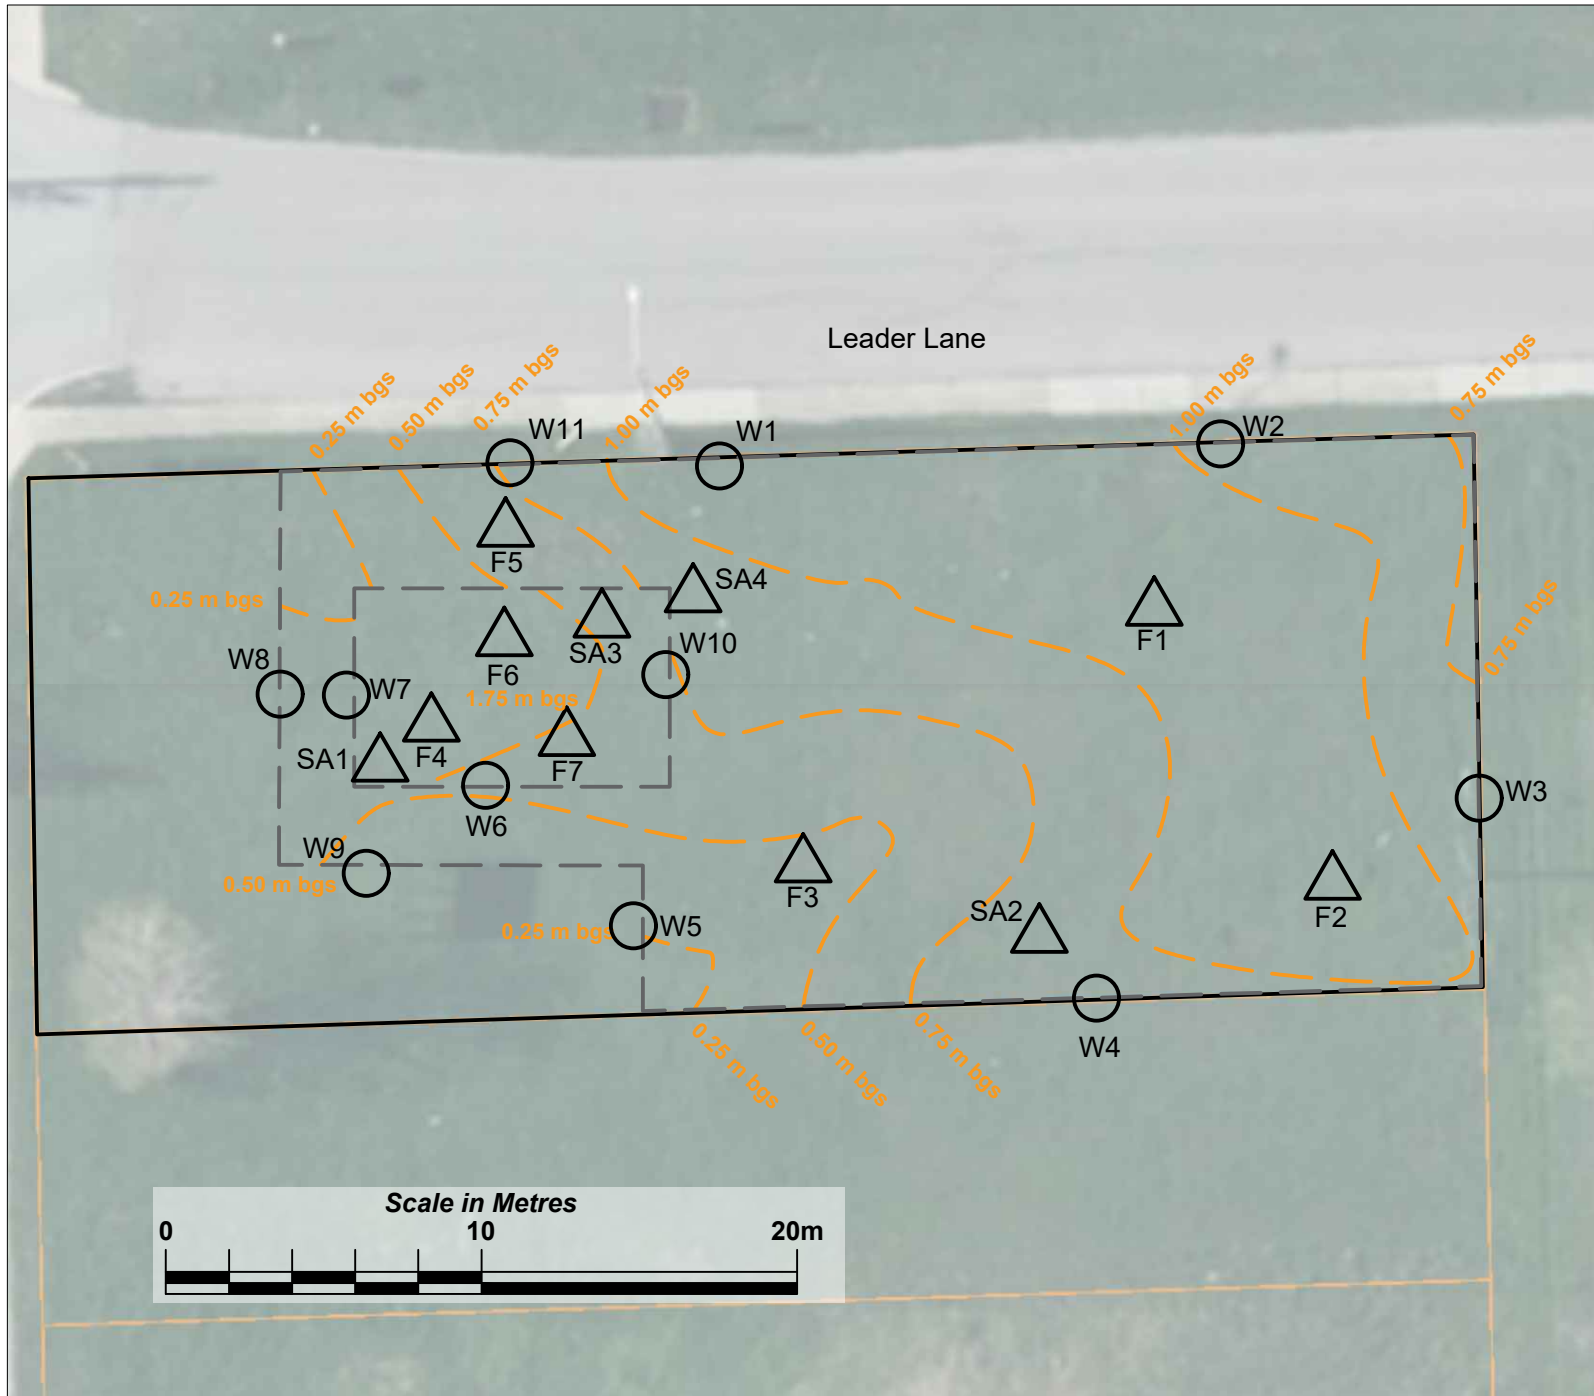 Leader Lane
0.25 m bgs
0.50 m bgs
0.75 m bgs
1.00 m bgs
1.00 m bgs
0.75 m bgs
W11
W1
W2
F5
SA4
0.25 m bgs
F1
F6
SA3
W10
0.75 m bgs
W8
W7
1.75 m bgs
SA1
F4
F7
W3
W6
W9
0.50 m bgs
F3
SA2
F2
0.25 m bgs
W5
W4
0.25 m bgs
0.50 m bgs
0.75 m bgs
Scale in Metres
0 10 20m